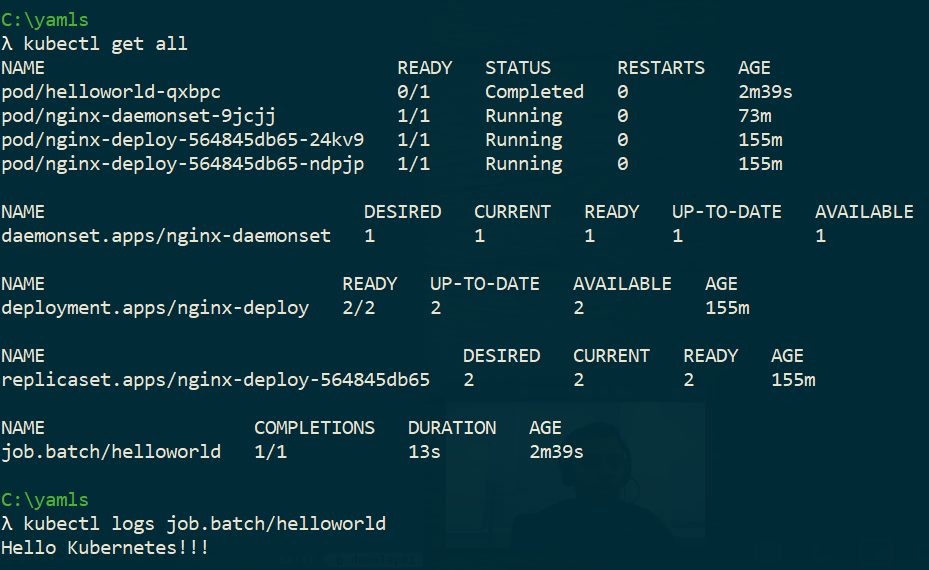 C:\yamls
λ kubectl get all
NAME READY STATUS RESTARTS AGE
pod/helloworld-qxbpc 0/1 Completed 0 2m39s
pod/nginx-daemonset-9jcjj 1/1 Running 0 73m
pod/nginx-deploy-564845db65-24kv9 1/1 Running 0 155m
pod/nginx-deploy-564845db65-ndpjp 1/1 Running 0 155m
NAME DESIRED CURRENT READY UP-TO-DATE AVAILABLE
daemonset.apps/nginx-daemonset 1 1 1 1 1
NAME READY UP-TO-DATE AVAILABLE AGE
deployment.apps/nginx-deploy 2/2 2 2 155m
NAME DESIRED CURRENT READY AGE
replicaset.apps/nginx-deploy-564845db65 2 2 2 155m
NAME COMPLETIONS DURATION AGE
job.batch/helloworld 1/1 13s 2m39s
C:\yamls
λ kubectl logs job.batch/helloworld
Hello Kubernetes!!!